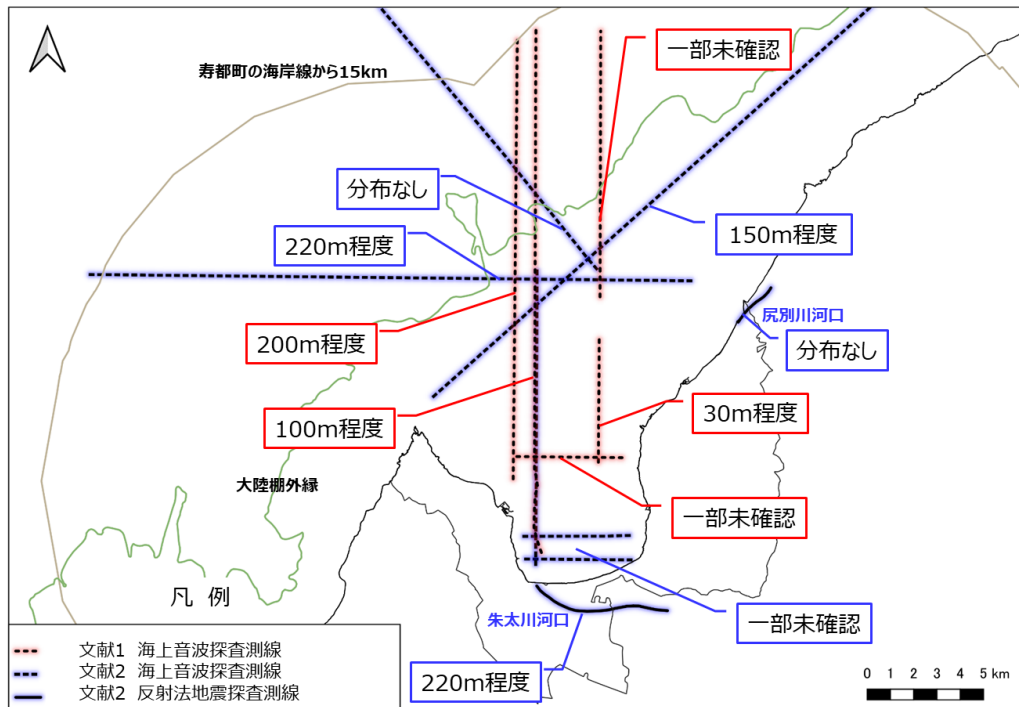 一部未確認
寿都町の海岸線から15km
分布なし
220m程度
150m程度
尻別川河口
分布なし
200m程度
100m程度
30m程度
大陸棚外縁
一部未確認
凡 例
朱太川河口
一部未確認
文献1 海上音波探査測線
文献2 海上音波探査測線
文献2 反射法地震探査測線
220m程度
0 1 2 3 4 5 km